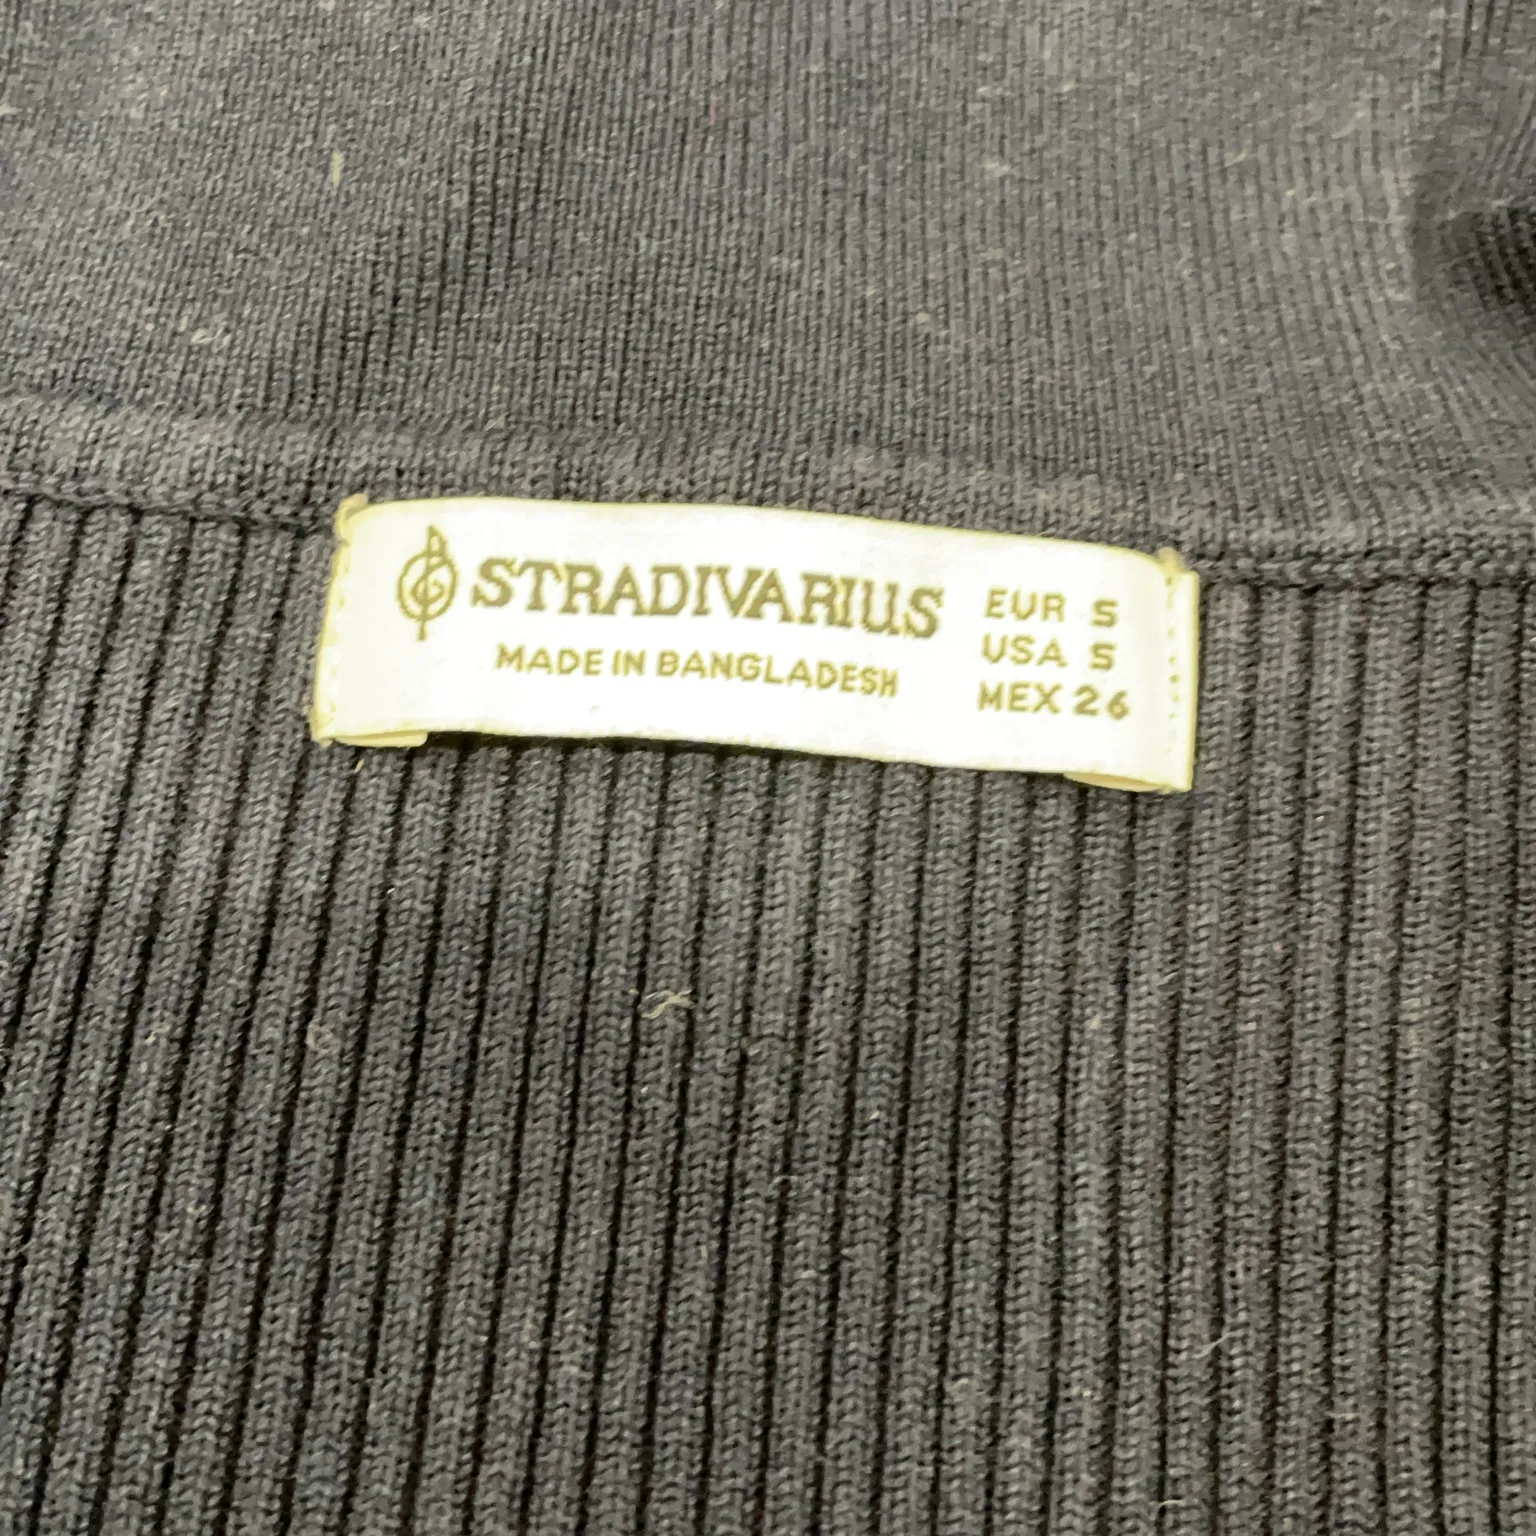 STRADIVARIUS
MADE IN BANGLADESH
EUR S
USA S
MEX 26